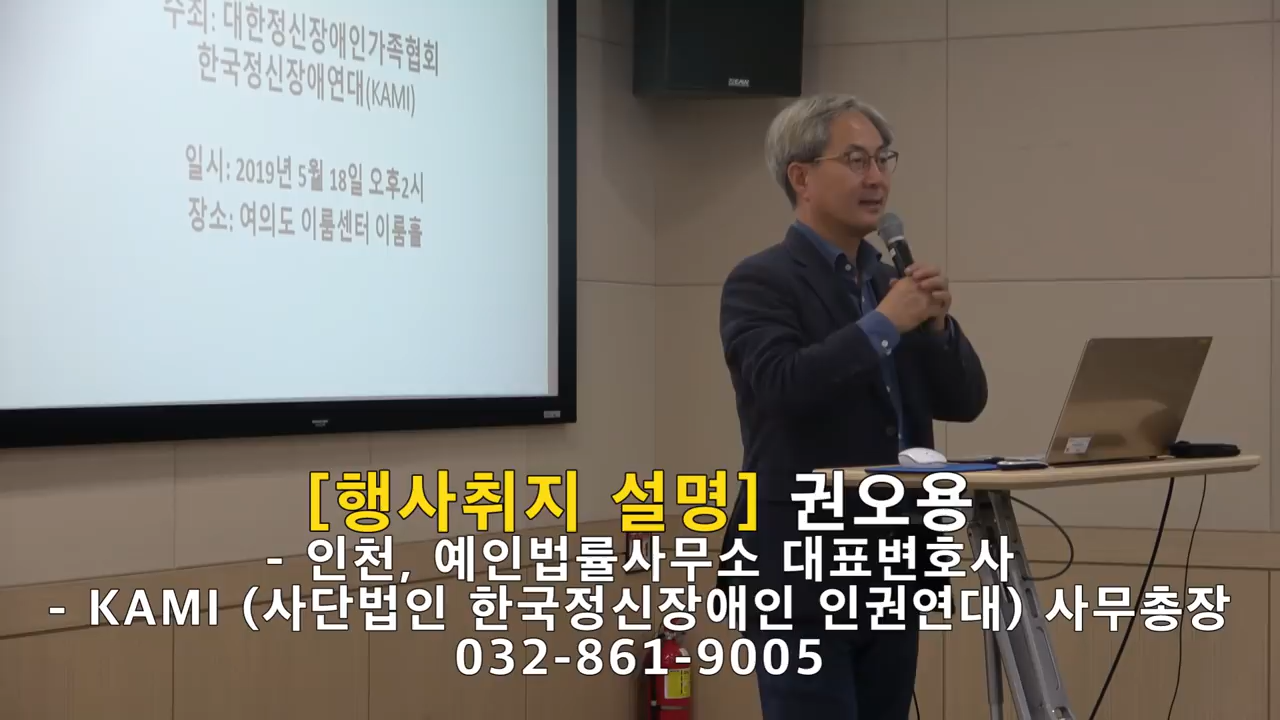 주최: 대한정신장애인가족협회
한국정신장애연대(KAMI)
일시: 2019년 5월 18일 오후2시
장소: 여의도 이룸센터 이룸홀
[행사취지 설명] 권오용
- 인천, 예인법률사무소 대표변호사
- KAMI (사단법인 한국정신장애인 인권연대) 사무총장
032-861-9005